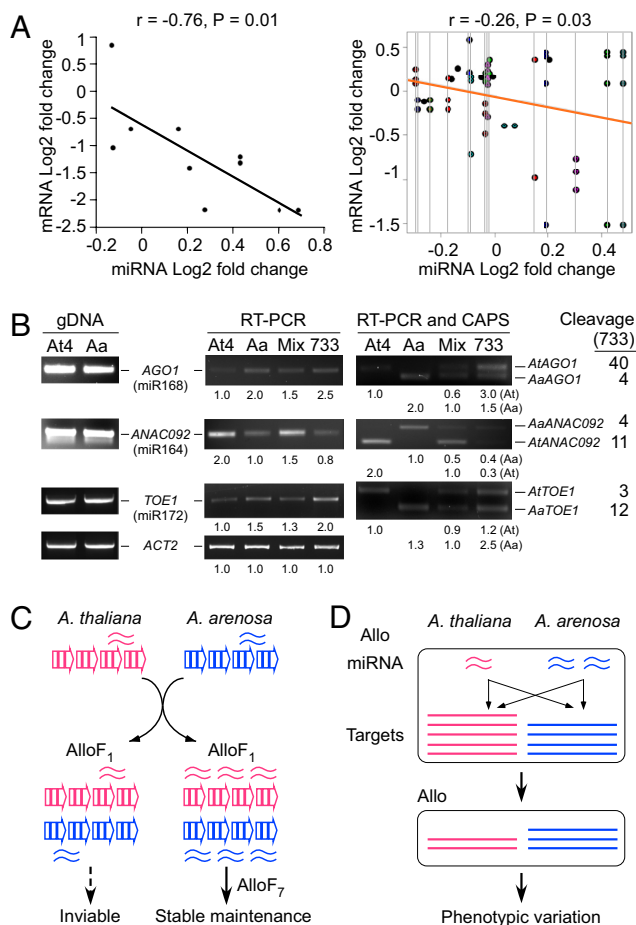 A
r = -0.76, P = 0.01
mRNA Log2 fold change
1
0.5
0
-0.5
-1
-1.5
-2
-2.5
-0.2
0
0.2
0.4
0.6
0.8
miRNA Log2 fold change
r = -0.26, P = 0.03
mRNA Log2 fold change
0.5
0
-0.5
-1
-1.5
-0.2
0
0.2
0.4
miRNA Log2 fold change
B
gDNA
RT-PCR
RT-PCR and CAPS
Cleavage
(733)
At4 Aa
At4 Aa Mix 733
At4 Aa Mix 733
AGO1
(miR168)
1.0 2.0 1.5 2.5
AtAGO1 40
AaAGO1 4
1.0 0.6 3.0 (At)
2.0 1.0 1.5 (Aa)
ANAC092
(miR164)
2.0 1.0 1.5 0.8
AaANAC092 4
AtANAC092 11
1.0 0.5 0.4 (Aa)
2.0 1.0 0.3 (At)
TOE1
(miR172)
1.0 1.5 1.3 2.0
AtTOE1 3
AaTOE1 12
1.0 0.9 1.2 (At)
1.3 1.0 2.5 (Aa)
ACT2
1.0 1.0 1.0 1.0
C
A. thaliana
A. arenosa
AlloF1
AlloF1
AlloF7
Inviable
Stable maintenance
D
A. thaliana
A. arenosa
Allo
miRNA
Targets
Allo
Phenotypic variation